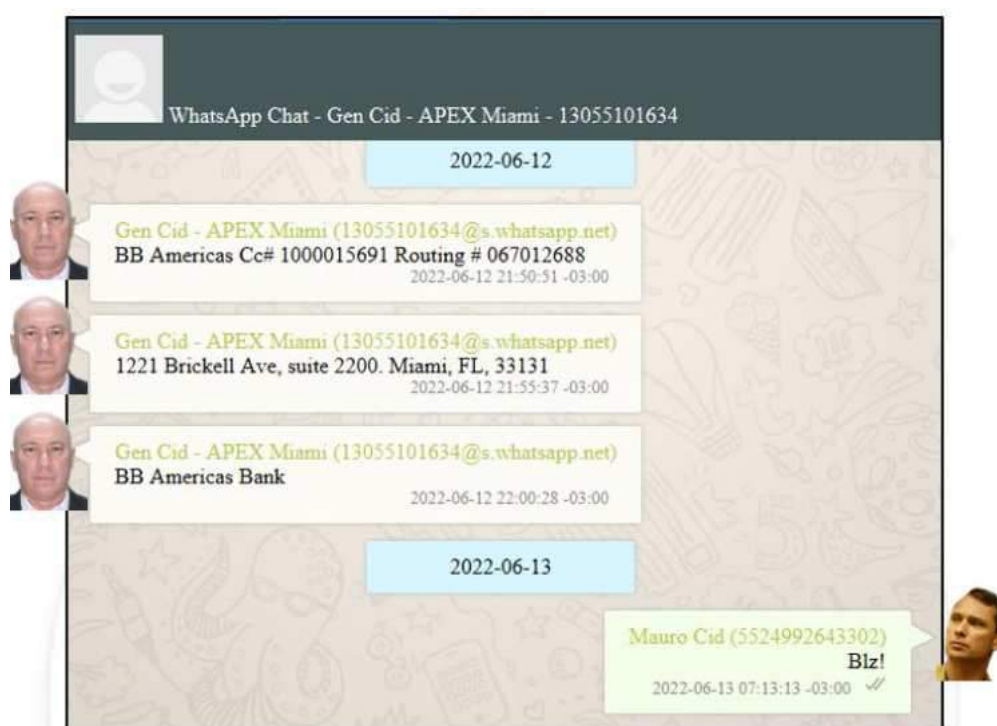 WhatsApp Chat - Gen Cid - APEX Miami - 13055101634
2022-06-12
Gen Cid - APEX Miami (13055101634@s.whatsapp.net)
BB Americas Cc# 1000015691 Routing # 067012688
2022-06-12 21:50:51 -03:00
Gen Cid - APEX Miami (13055101634@s.whatsapp.net)
1221 Brickell Ave, suite 2200. Miami, FL, 33131
2022-06-12 21:55:37 -03:00
Gen Cid - APEX Miami (13055101634@s.whatsapp.net)
BB Americas Bank
2022-06-12 22:00:28 -03:00
2022-06-13
Mauro Cid (5524992643302)
Blz!
2022-06-13 07:13:13 -03:00